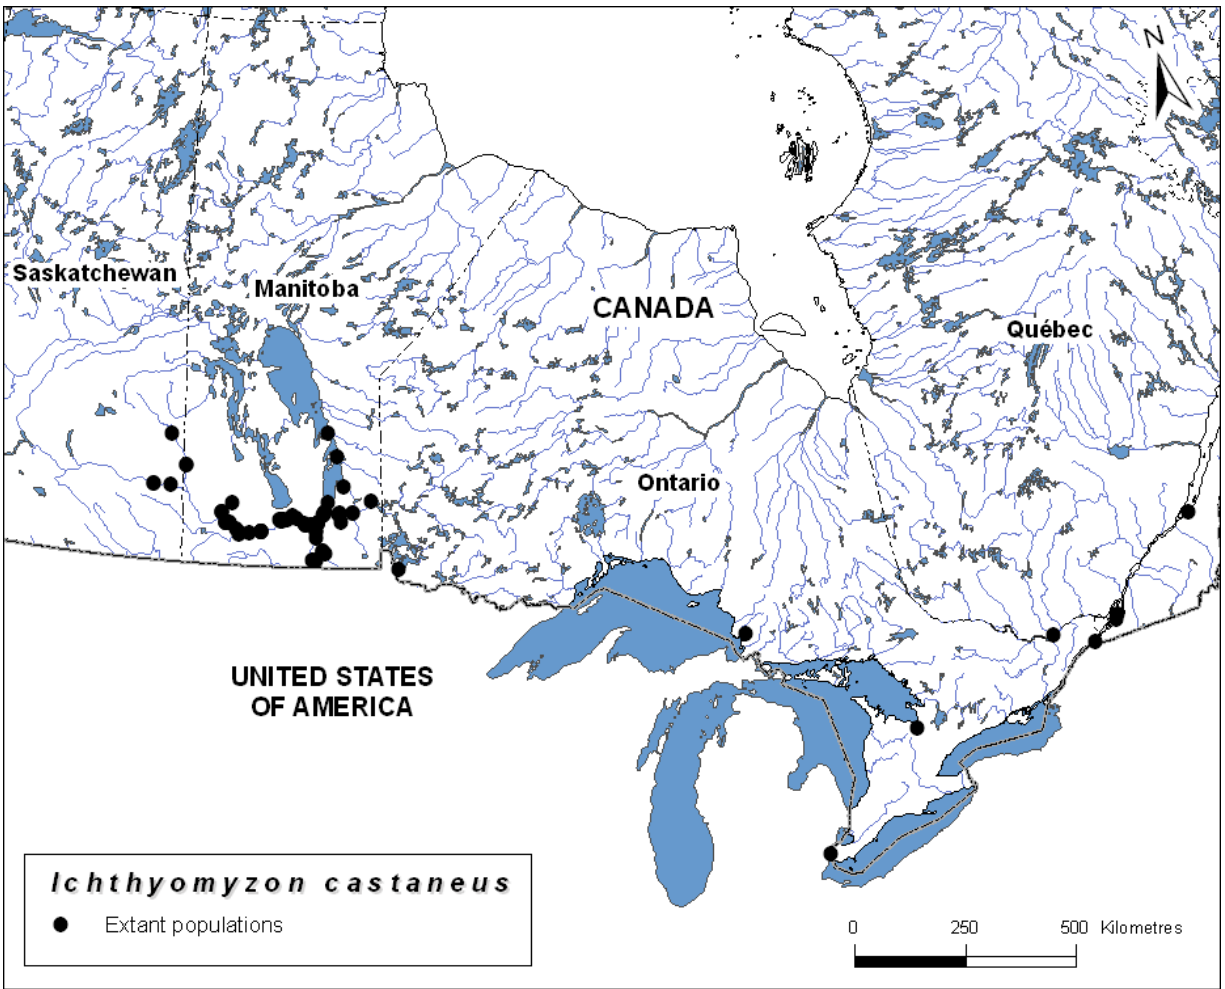 N
Saskatchewan
Manitoba
CANADA
Québec
Ontario
UNITED STATES
OF AMERICA
Ichthyomyzon castaneus
Extant populations
0 250 500 Kilometres